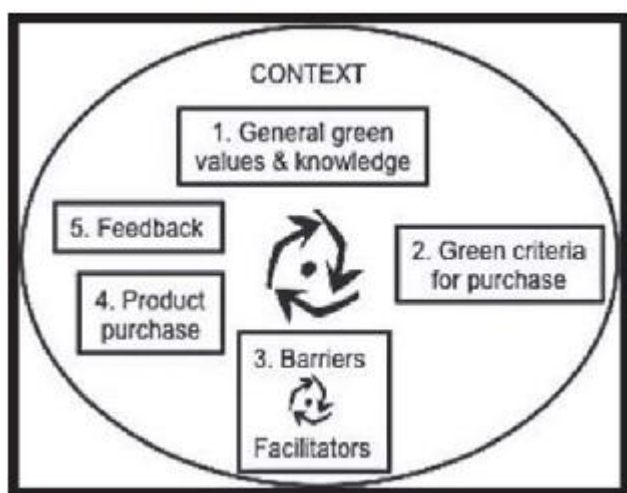 CONTEXT
1. General green
values & knowledge
2. Green criteria
for purchase
3. Barriers
Facilitators
4. Product
purchase
5. Feedback